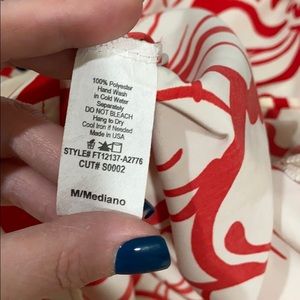 100% Polyester
Hand Wash
in Cold Water
Separately
DO NOT BLEACH
Hang to Dry
Cool Iron if Needed
Made in USA
STYLE# FT12137-A2776
CUT# S0002
M/Mediano